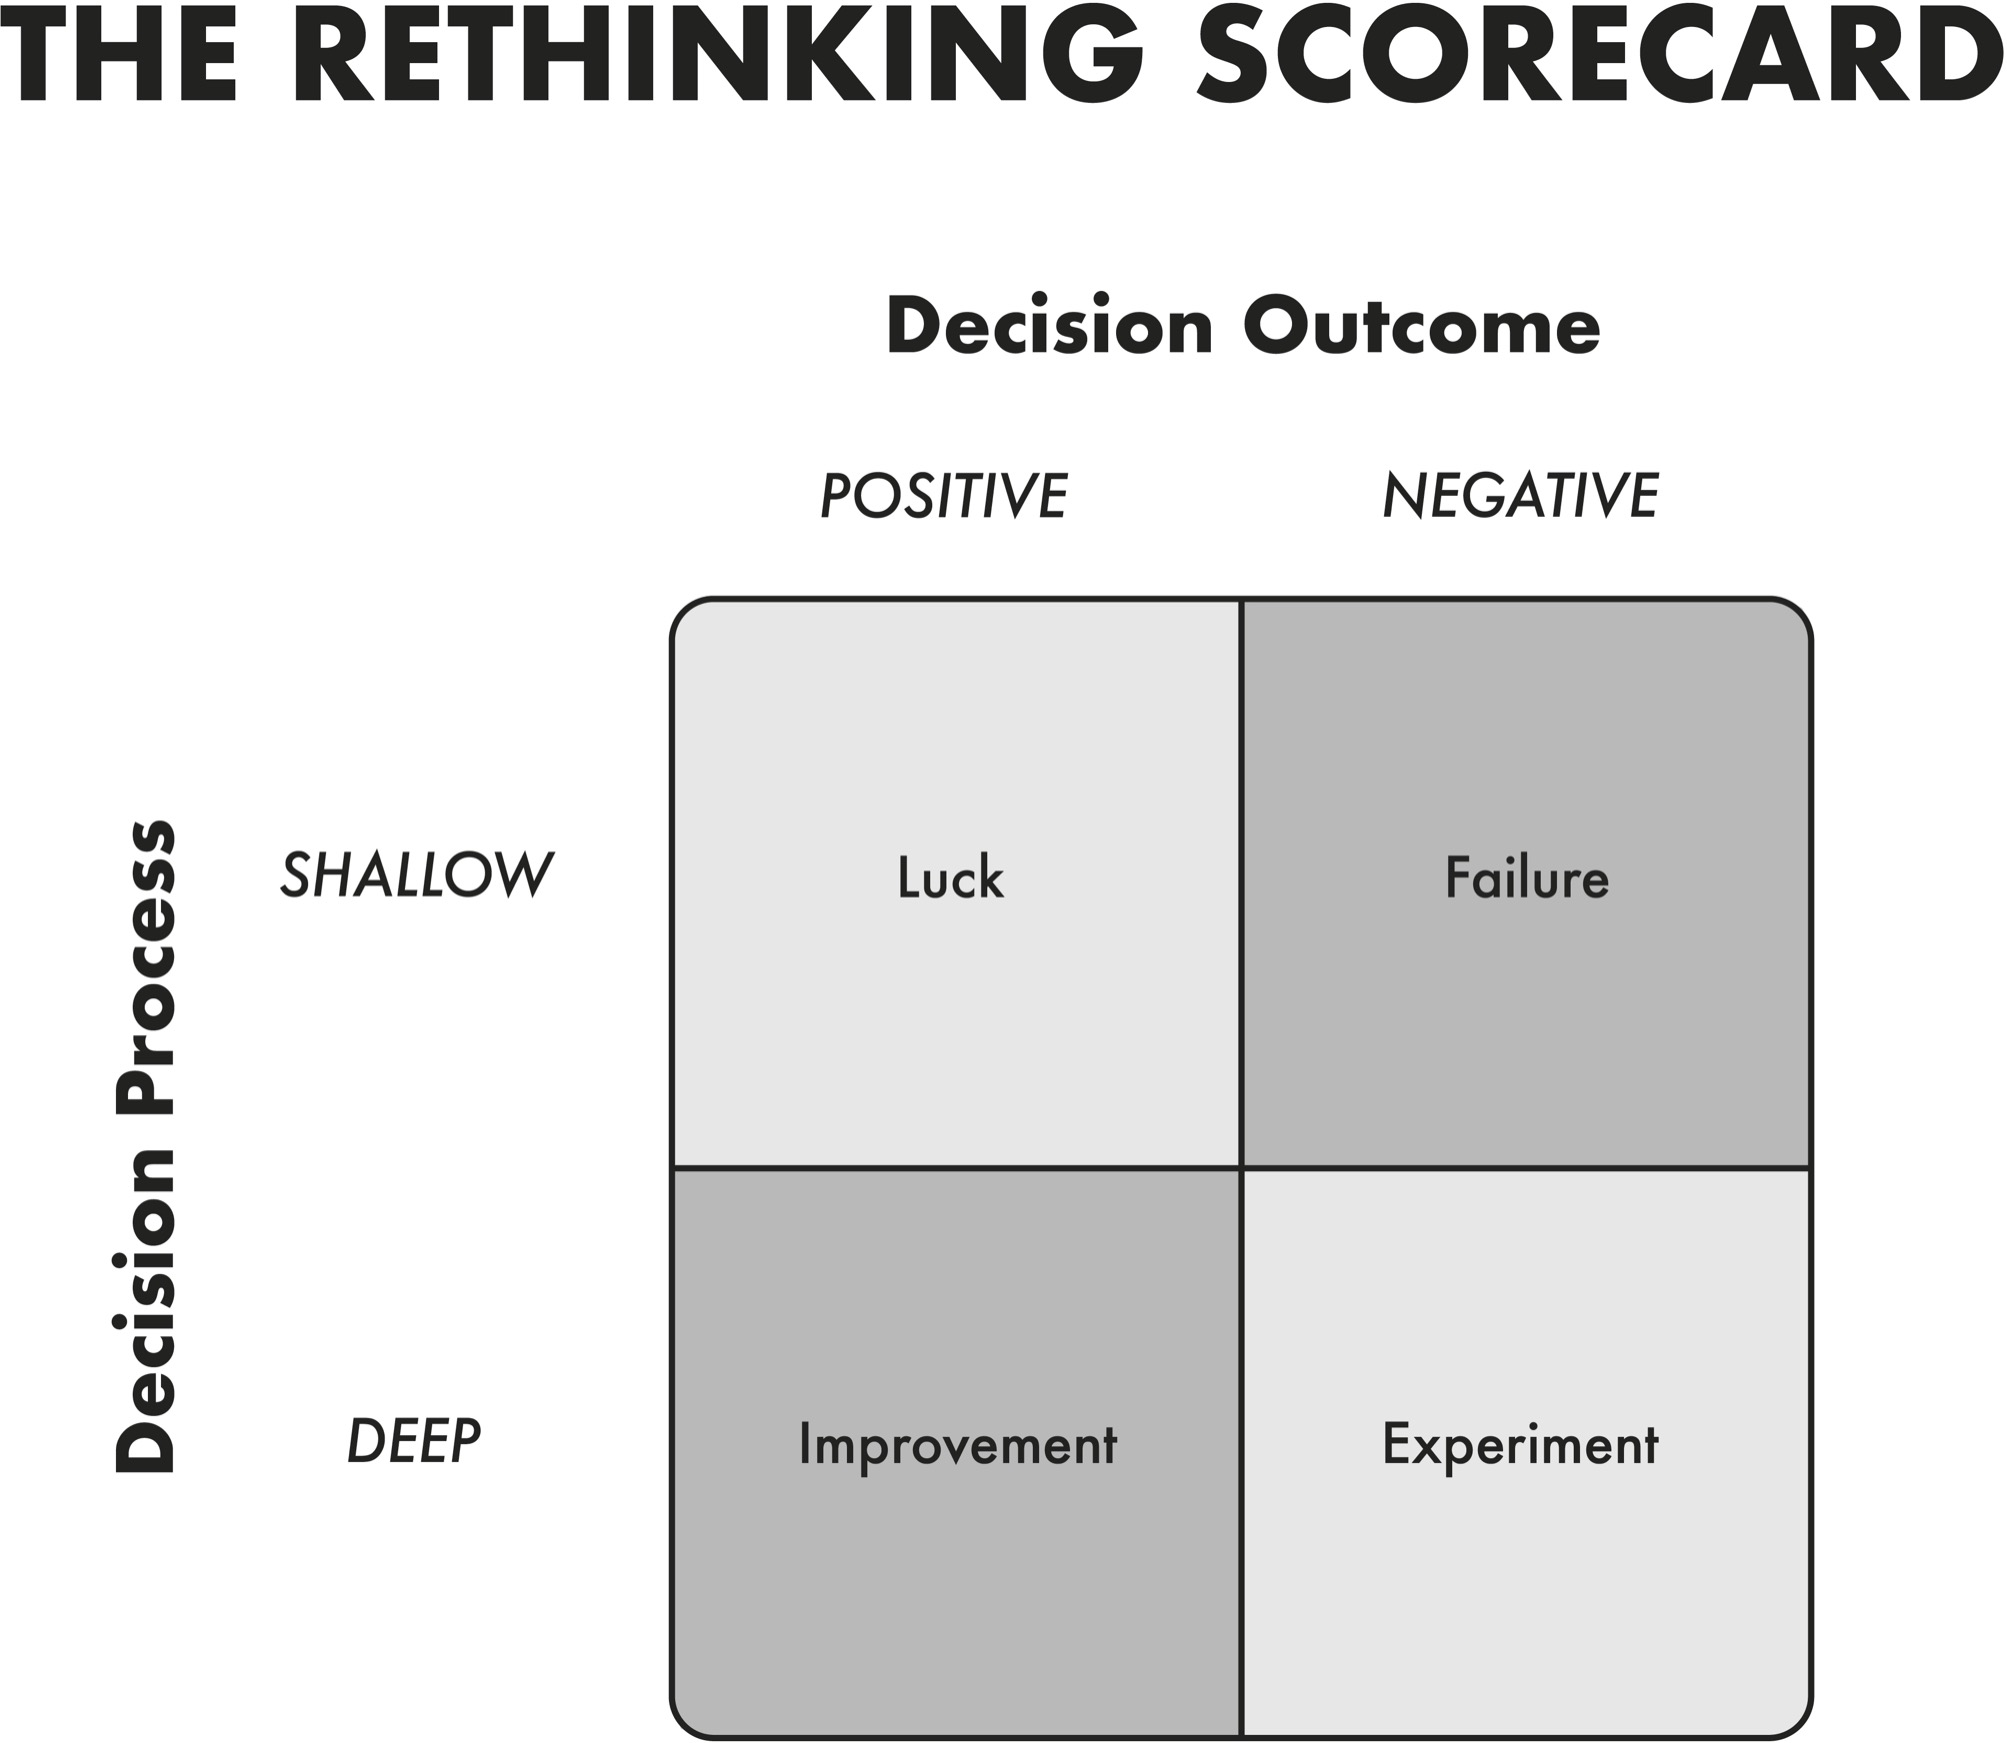 THE RETHINKING SCORECARD
Decision Outcome
POSITIVE NEGATIVE
Decision Process
SHALLOW Luck Failure
DEEP Improvement Experiment